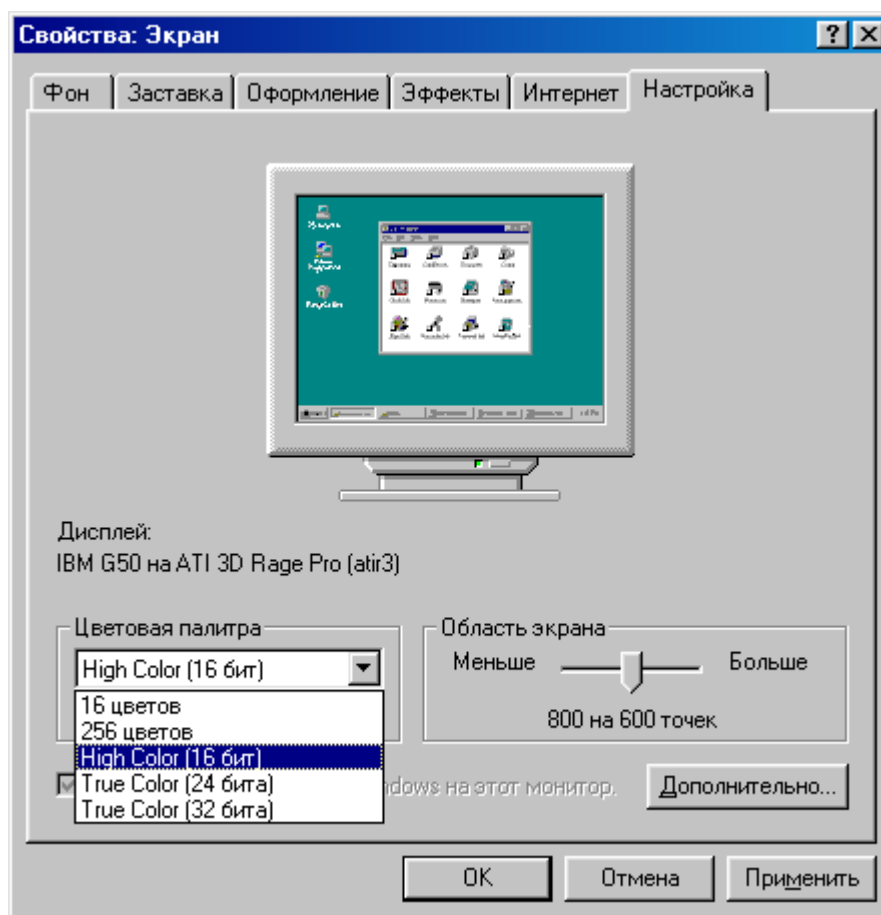 Свойства: Экран
Фон Заставка Оформление Эффекты Интернет Настройка
Дисплей:
IBM G50 на ATI 3D Rage Pro (atir3)
Цветовая палитра
High Color (16 бит)
16 цветов
256 цветов
High Color (16 бит)
True Color (24 бита)
True Color (32 бита)
Область экрана
Меньше Больше
800 на 600 точек
ndows на этот монитор.
Дополнительно...
OK Отмена Применить